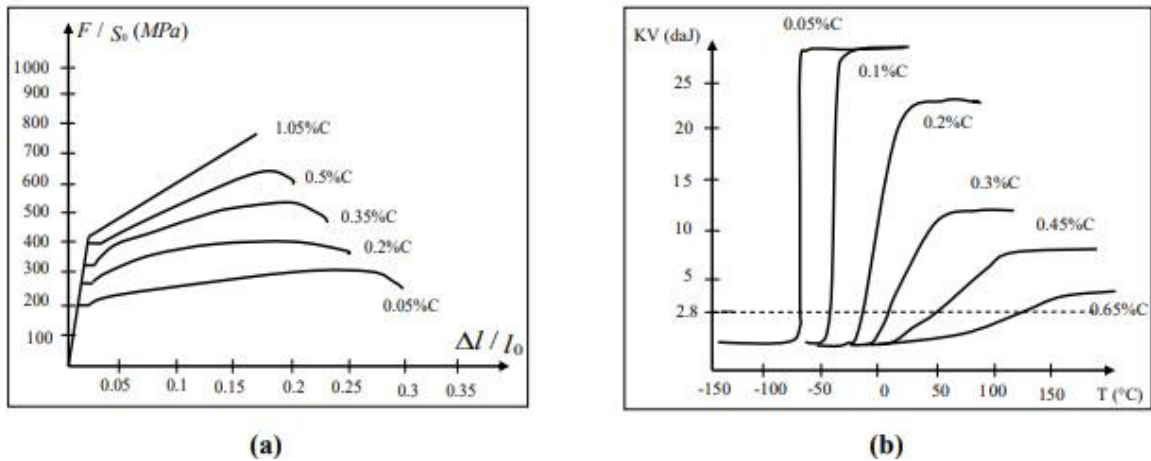 F / S₀ (MPa)
1000
900
800
700
600
500
400
300
200
100
1.05%C
0.5%C
0.35%C
0.2%C
0.05%C
Δl / l₀
0.05 0.1 0.15 0.2 0.25 0.3 0.35
(a)
KV (daJ)
0.05%C
0.1%C
0.2%C
0.3%C
0.45%C
0.65%C
25
20
15
10
5
2.8
-150 -100 -50 0 50 100 150 T (°C)
(b)